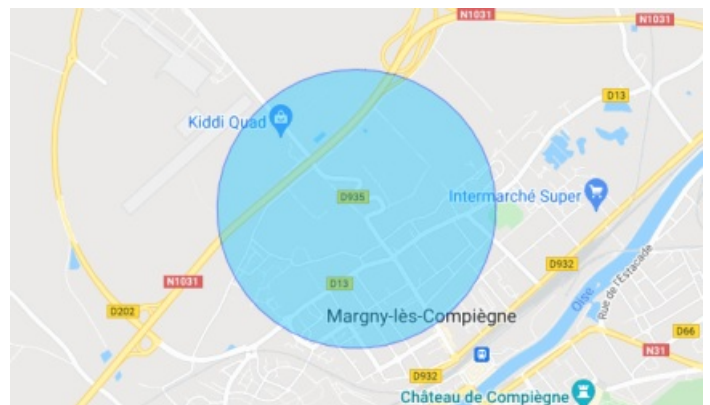 N1031
N1031
D13
Kiddi Quad
D935
Intermarché Super
Rue de l'Estacade
D932
Oise
N1031
D13
D202
Margny-lès-Compiègne
D66
N31
D932
Château de Compiègne